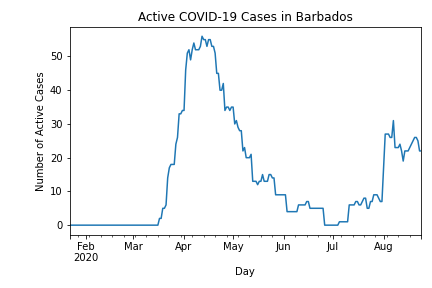 Active COVID-19 Cases in Barbados
50
40
30
20
10
0
Number of Active Cases
Feb Mar Apr May Jun Jul Aug
2020
Day